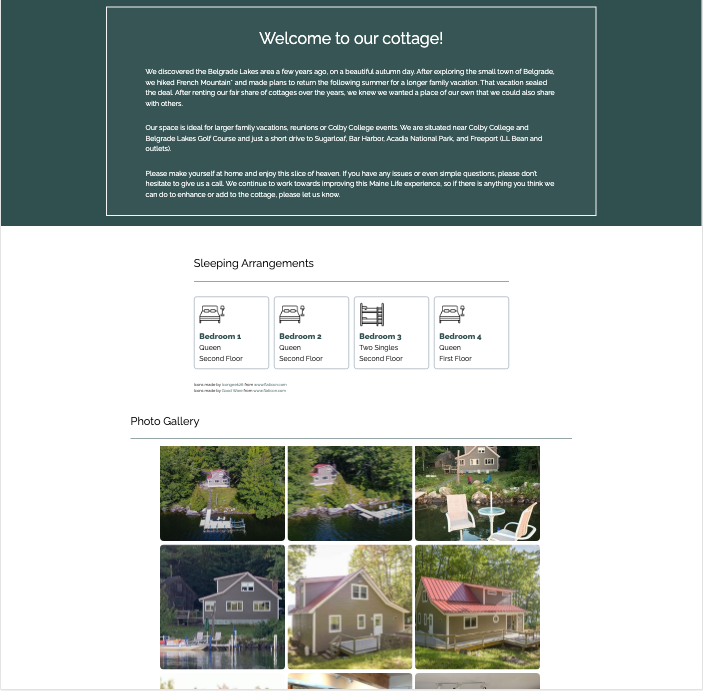 Welcome to our cottage!
We discovered the Belgrade Lakes area a few years ago, on a beautiful autumn day. After exploring the small town of Belgrade,
we hiked French Mountain* and made plans to return the following summer for a longer family vacation. That vacation sealed
the deal. After renting our fair share of cottages over the years, we knew we wanted a place of our own that we could also share
with others.
Our space is ideal for larger family vacations, reunions or Colby College events. We are situated near Colby College and
Belgrade Lakes Golf Course and just a short drive to Sugarloaf, Bar Harbor, Acadia National Park, and Freeport (LL Bean and
outlets).
Please make yourself at home and enjoy this slice of heaven. If you have any issues or even simple questions, please don't
hesitate to give us a call. We continue to work towards improving this Maine Life experience, so if there is anything you think we
can do to enhance or add to the cottage, please let us know.
Sleeping Arrangements
Bedroom 1
Queen
Second Floor
Bedroom 2
Queen
Second Floor
Bedroom 3
Two Singles
Second Floor
Bedroom 4
Queen
First Floor
Icons made by from www.flaticon.com
Icons made by from www.flaticon.com
Photo Gallery